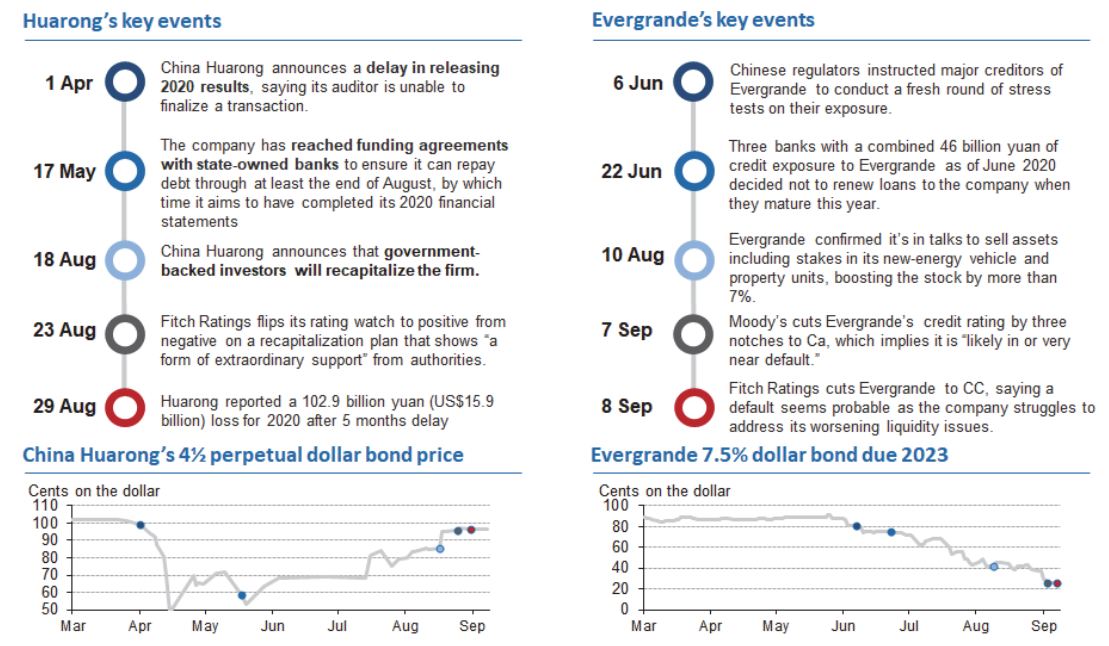 Huarong's key events
1 Apr
China Huarong announces a delay in releasing
2020 results, saying its auditor is unable to
finalize a transaction.
17 May
The company has reached funding agreements
with state-owned banks to ensure it can repay
debt through at least the end of August, by which
time it aims to have completed its 2020 financial
statements
18 Aug
China Huarong announces that government-
backed investors will recapitalize the firm.
23 Aug
Fitch Ratings flips its rating watch to positive from
negative on a recapitalization plan that shows “a
form of extraordinary support” from authorities.
29 Aug
Huarong reported a 102.9 billion yuan (US$15.9
billion) loss for 2020 after 5 months delay
Evergrande's key events
6 Jun
Chinese regulators instructed major creditors of
Evergrande to conduct a fresh round of stress
tests on their exposure.
22 Jun
Three banks with a combined 46 billion yuan of
credit exposure to Evergrande as of June 2020
decided not to renew loans to the company when
they mature this year.
10 Aug
Evergrande confirmed it's in talks to sell assets
including stakes in its new-energy vehicle and
property units, boosting the stock by more than
7%.
7 Sep
Moody's cuts Evergrande's credit rating by three
notches to Ca, which implies it is “likely in or very
near default.”
8 Sep
Fitch Ratings cuts Evergrande to CC, saying a
default seems probable as the company struggles to
address its worsening liquidity issues.
China Huarong's 4½ perpetual dollar bond price
Cents on the dollar
110
100
90
80
70
60
50
Mar Apr May Jun Jul Aug Sep
Evergrande 7.5% dollar bond due 2023
Cents on the dollar
100
80
60
40
20
0
Mar Apr May Jun Jul Aug Sep